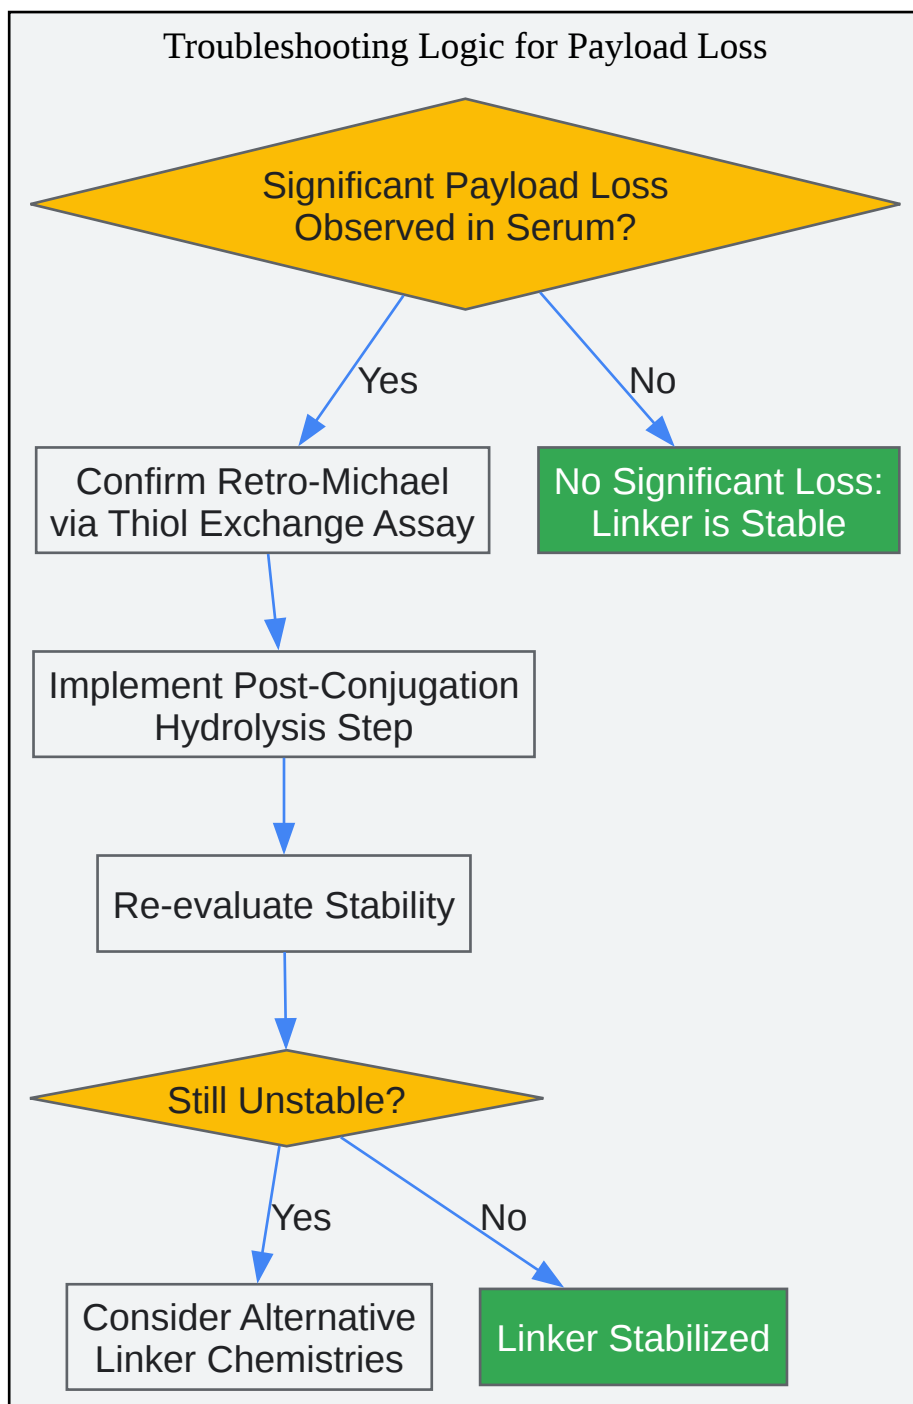 Troubleshooting Logic for Payload Loss
Significant Payload Loss
Observed in Serum?
Yes
No
Confirm Retro-Michael
via Thiol Exchange Assay
No Significant Loss:
Linker is Stable
Implement Post-Conjugation
Hydrolysis Step
Re-evaluate Stability
Still Unstable?
Yes
No
Consider Alternative
Linker Chemistries
Linker Stabilized